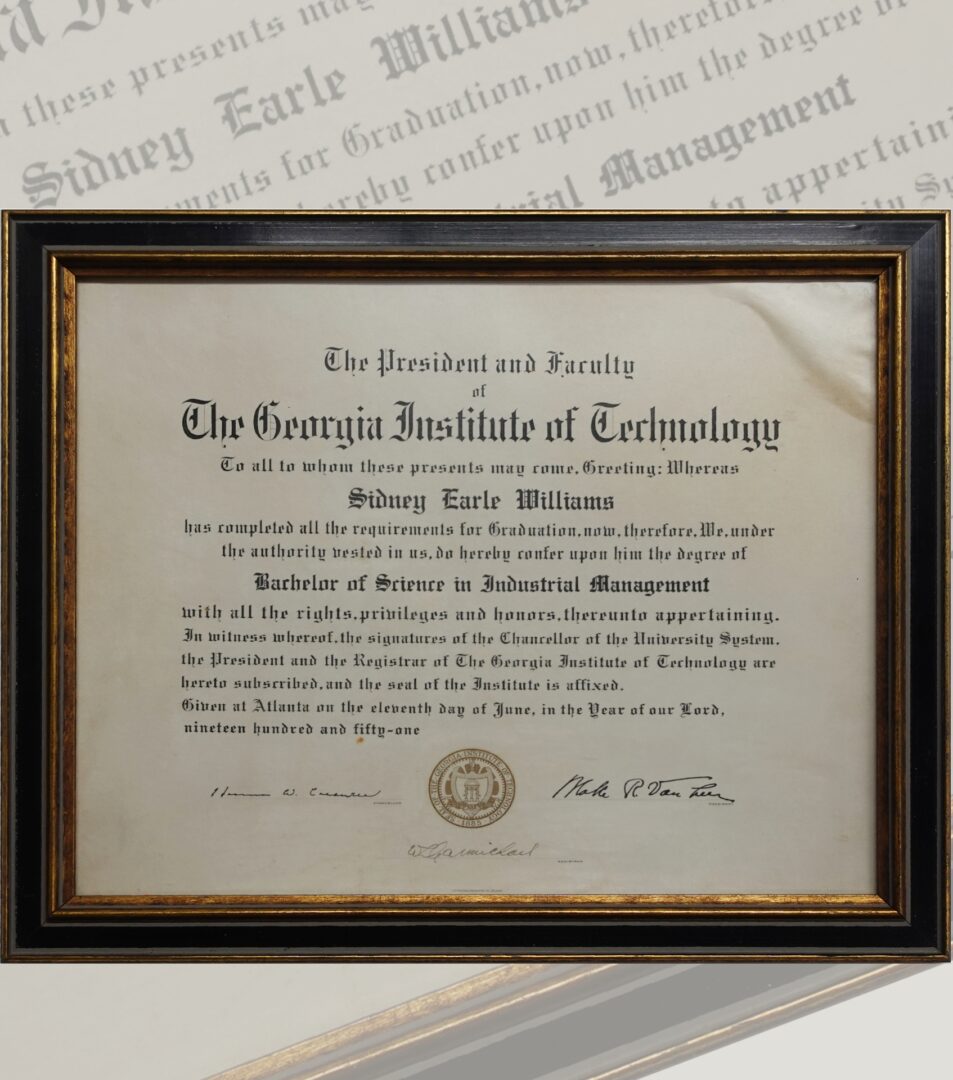 these presents may
Sidney Earle Williams
for Graduation, now, therefore
hereby confer upon him the degree of
Management
appertaining
The President and Faculty
of
The Georgia Institute of Technology
To all to whom these presents may come, Greeting: Whereas
Sidney Earle Williams
has completed all the requirements for Graduation, now, therefore, We, under
the authority vested in us, do hereby confer upon him the degree of
Bachelor of Science in Industrial Management
with all the rights, privileges and honors, thereunto appertaining.
In witness whereof, the signatures of the Chancellor of the University System,
the President and the Registrar of The Georgia Institute of Technology are
hereto subscribed, and the seal of the Institute is affixed.
Given at Atlanta on the eleventh day of June, in the Year of our Lord,
nineteen hundred and fifty-one
Blake R. Van Leer
1885